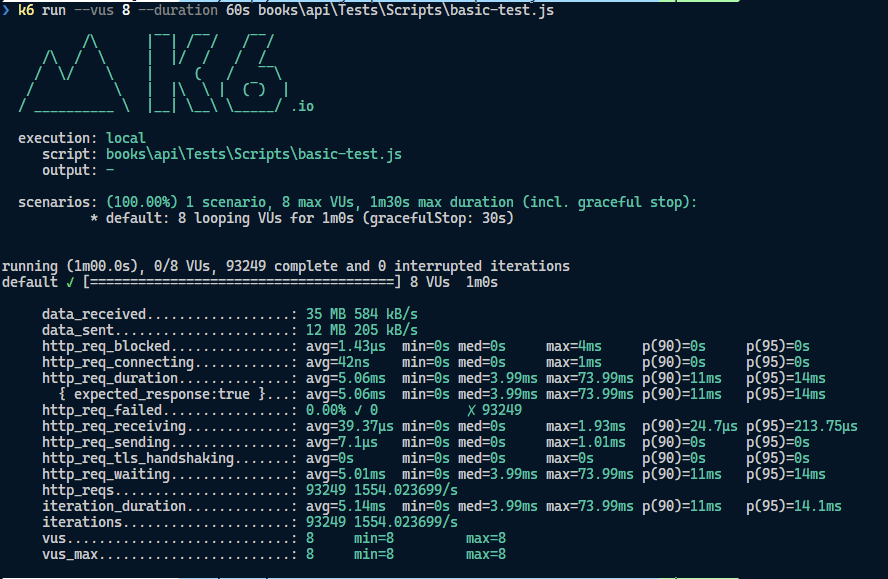 ❯ k6 run --vus 8 --duration 60s books\api\Tests\Scripts\basic-test.js
          /\      |‾‾| /‾‾/   /‾‾/
     /\  /  \     |  |/  /   /  /
    /  \/    \    |     (   /   ‾‾\
   /          \   |  |\  \ |  (‾)  |
  / __________ \  |__| \__\ \_____/ .io
execution: local
script: books\api\Tests\Scripts\basic-test.js
output: -
scenarios: (100.00%) 1 scenario, 8 max VUs, 1m30s max duration (incl. graceful stop):
* default: 8 looping VUs for 1m0s (gracefulStop: 30s)
running (1m00.0s), 0/8 VUs, 93249 complete and 0 interrupted iterations
default ✓ [======================================] 8 VUs  1m0s
data_received..................: 35 MB 584 kB/s
data_sent......................: 12 MB 205 kB/s
http_req_blocked...............: avg=1.43µs  min=0s med=0s     max=4ms     p(90)=0s     p(95)=0s
http_req_connecting............: avg=42ns    min=0s med=0s     max=1ms     p(90)=0s     p(95)=0s
http_req_duration..............: avg=5.06ms  min=0s med=3.99ms max=73.99ms p(90)=11ms   p(95)=14ms
{ expected_response:true }...: avg=5.06ms  min=0s med=3.99ms max=73.99ms p(90)=11ms   p(95)=14ms
http_req_failed................: 0.00% ✓ 0           ✗ 93249
http_req_receiving.............: avg=39.37µs min=0s med=0s     max=1.93ms  p(90)=24.7µs p(95)=213.75µs
http_req_sending...............: avg=7.1µs   min=0s med=0s     max=1.01ms  p(90)=0s     p(95)=0s
http_req_tls_handshaking.......: avg=0s      min=0s med=0s     max=0s      p(90)=0s     p(95)=0s
http_req_waiting...............: avg=5.01ms  min=0s med=3.99ms max=73.99ms p(90)=11ms   p(95)=14ms
http_reqs......................: 93249 1554.023699/s
iteration_duration.............: avg=5.14ms  min=0s med=3.99ms max=73.99ms p(90)=11ms   p(95)=14.1ms
iterations.....................: 93249 1554.023699/s
vus............................: 8     min=8         max=8
vus_max........................: 8     min=8         max=8